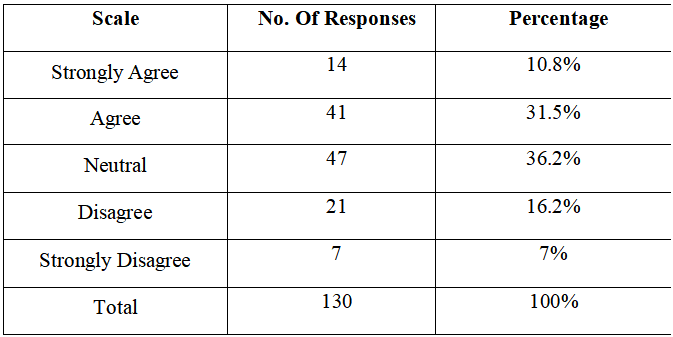 Scale No. Of Responses Percentage
Strongly Agree 14 10.8%
Agree 41 31.5%
Neutral 47 36.2%
Disagree 21 16.2%
Strongly Disagree 7 7%
Total 130 100%